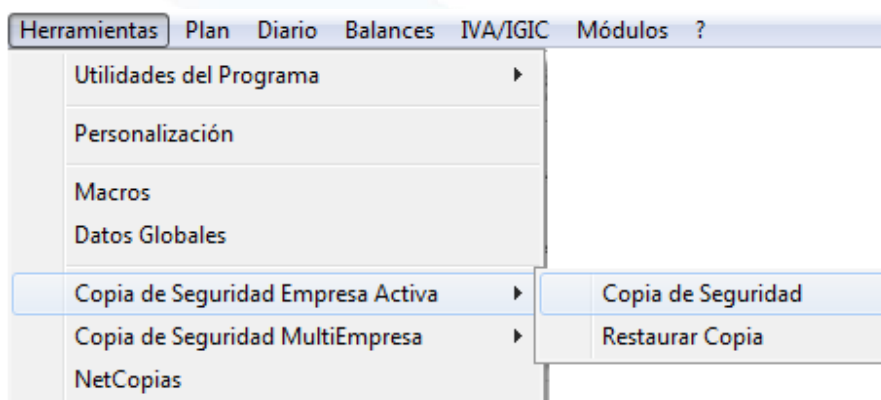 Herramientas Plan Diario Balances IVA/IGIC Módulos ?
Utilidades del Programa
Personalización
Macros
Datos Globales
Copia de Seguridad Empresa Activa
Copia de Seguridad
Copia de Seguridad MultiEmpresa
Restaurar Copia
NetCopias